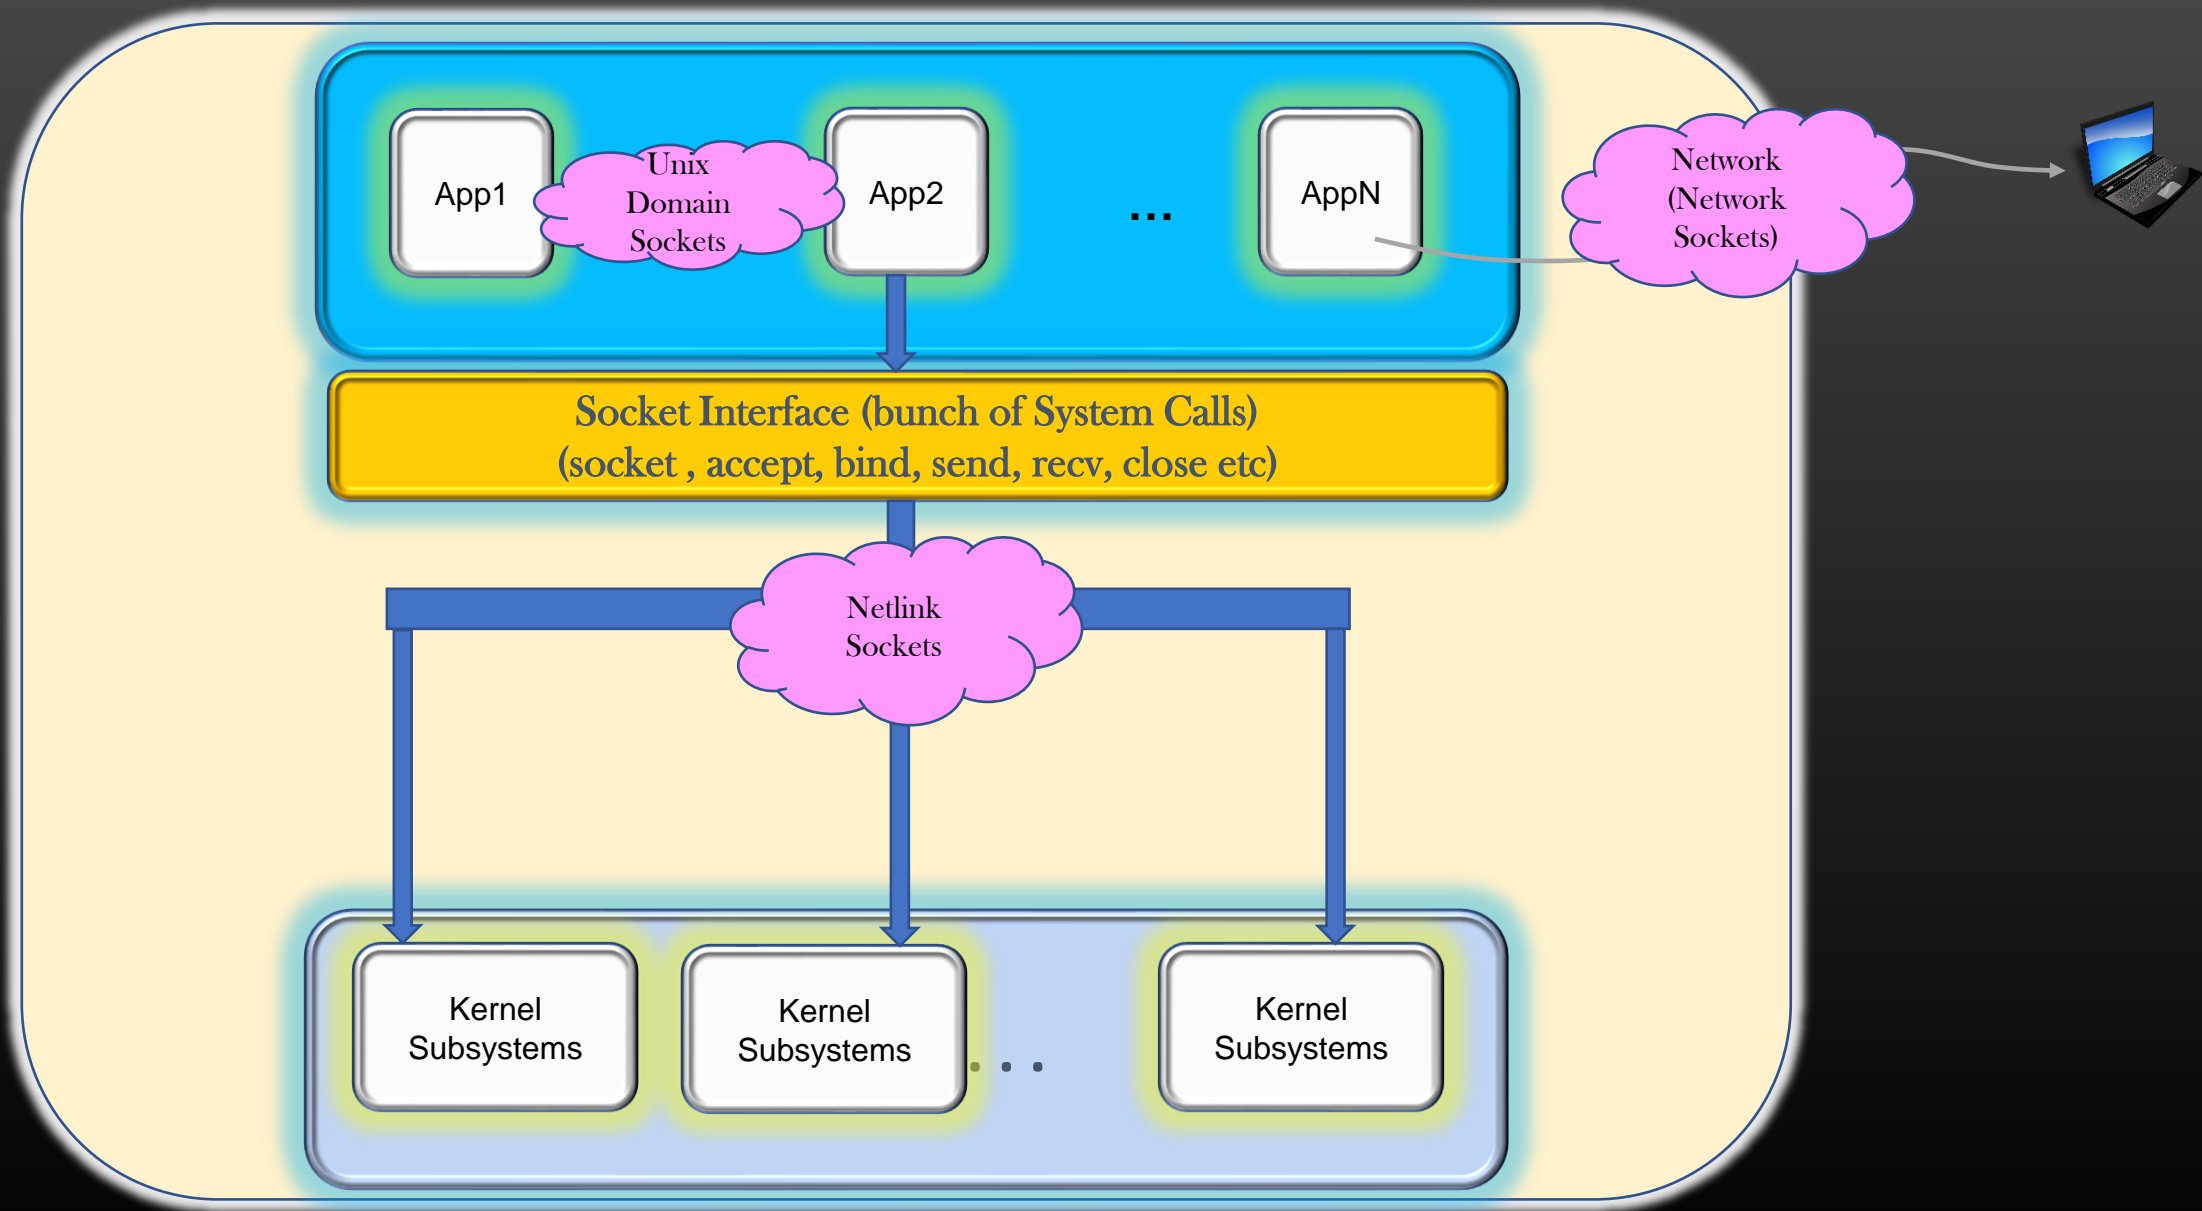 App1
Unix
Domain
Sockets
App2
...
AppN
Network
(Network
Sockets)
Socket Interface (bunch of System Calls)
(socket , accept, bind, send, recv, close etc)
Netlink
Sockets
Kernel
Subsystems
Kernel
Subsystems
. . .
Kernel
Subsystems